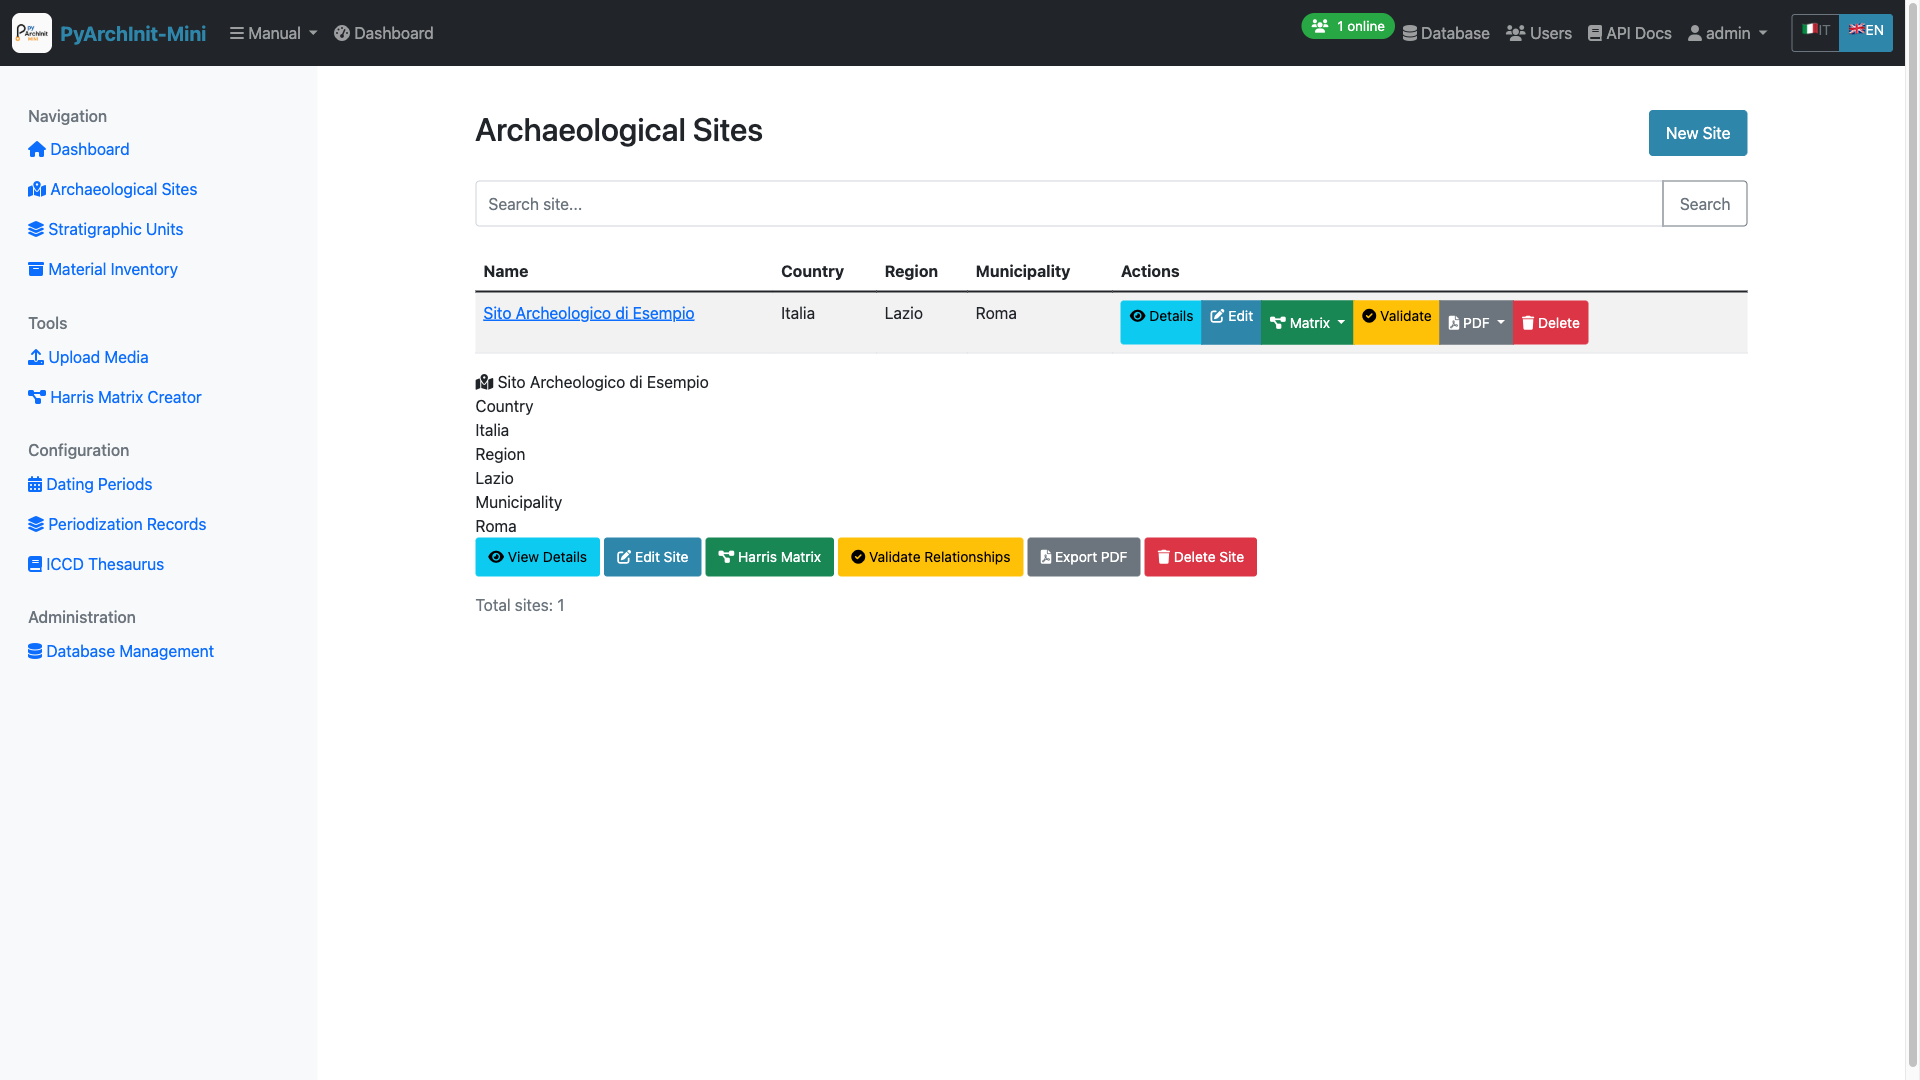 PyArchInit-Mini
Manual
Dashboard
1 online
Database
Users
API Docs
admin
IT
EN
Navigation
Dashboard
Archaeological Sites
Stratigraphic Units
Material Inventory
Tools
Upload Media
Harris Matrix Creator
Configuration
Dating Periods
Periodization Records
ICCD Thesaurus
Administration
Database Management
Archaeological Sites
New Site
Search site...
Search
Name Country Region Municipality Actions
Sito Archeologico di Esempio Italia Lazio Roma Details Edit Matrix Validate PDF Delete
Sito Archeologico di Esempio
Country
Italia
Region
Lazio
Municipality
Roma
View Details Edit Site Harris Matrix Validate Relationships Export PDF Delete Site
Total sites: 1